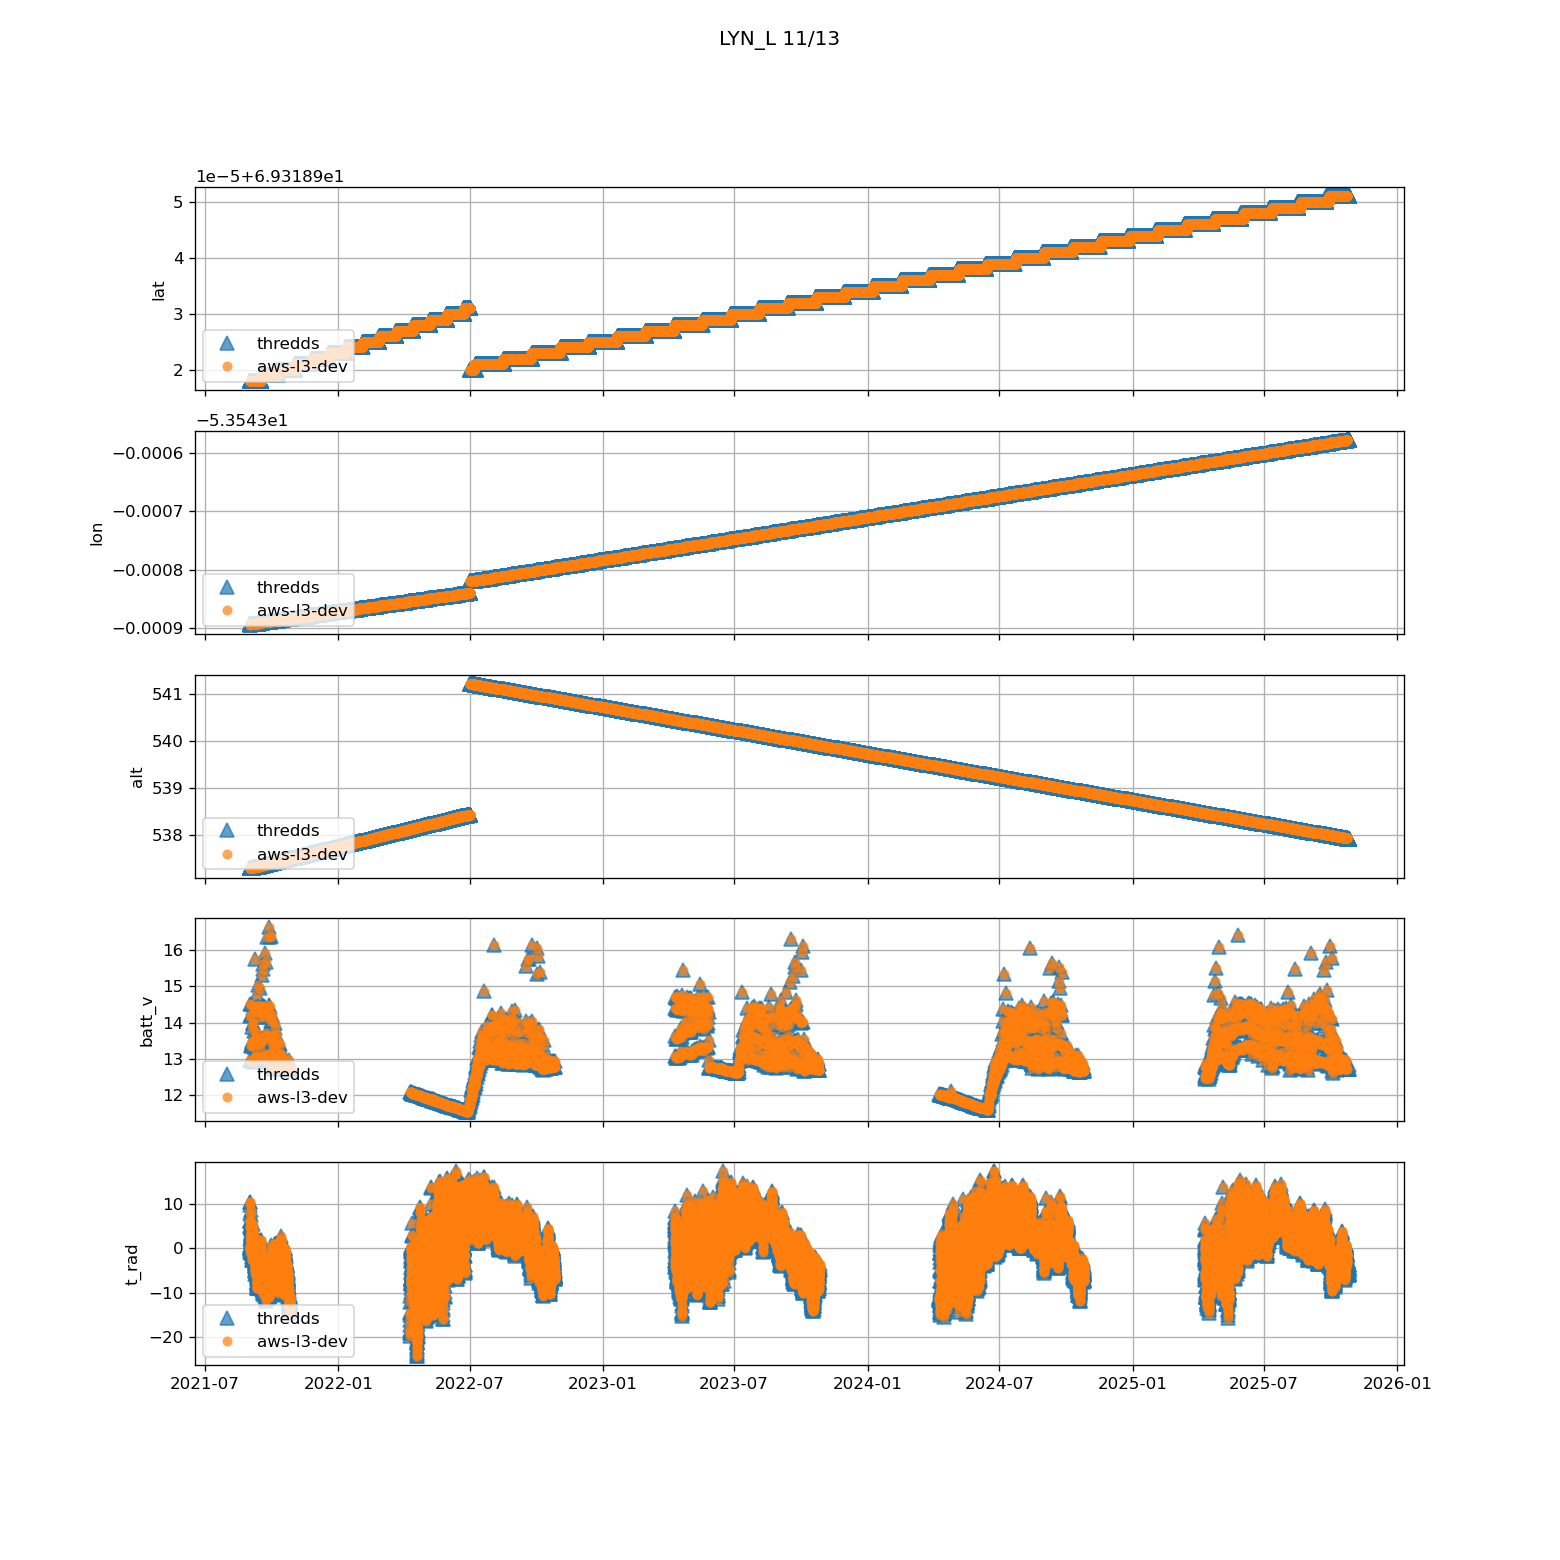 LYN_L 11/13
1e−5+6.93189e1
5
4
3
2
lat
thredds
aws-l3-dev
−5.3543e1
−0.0006
−0.0007
−0.0008
−0.0009
lon
thredds
aws-l3-dev
541
540
539
538
alt
thredds
aws-l3-dev
16
15
14
13
12
batt_v
thredds
aws-l3-dev
10
0
−10
−20
t_rad
thredds
aws-l3-dev
2021-07 2022-01 2022-07 2023-01 2023-07 2024-01 2024-07 2025-01 2025-07 2026-01